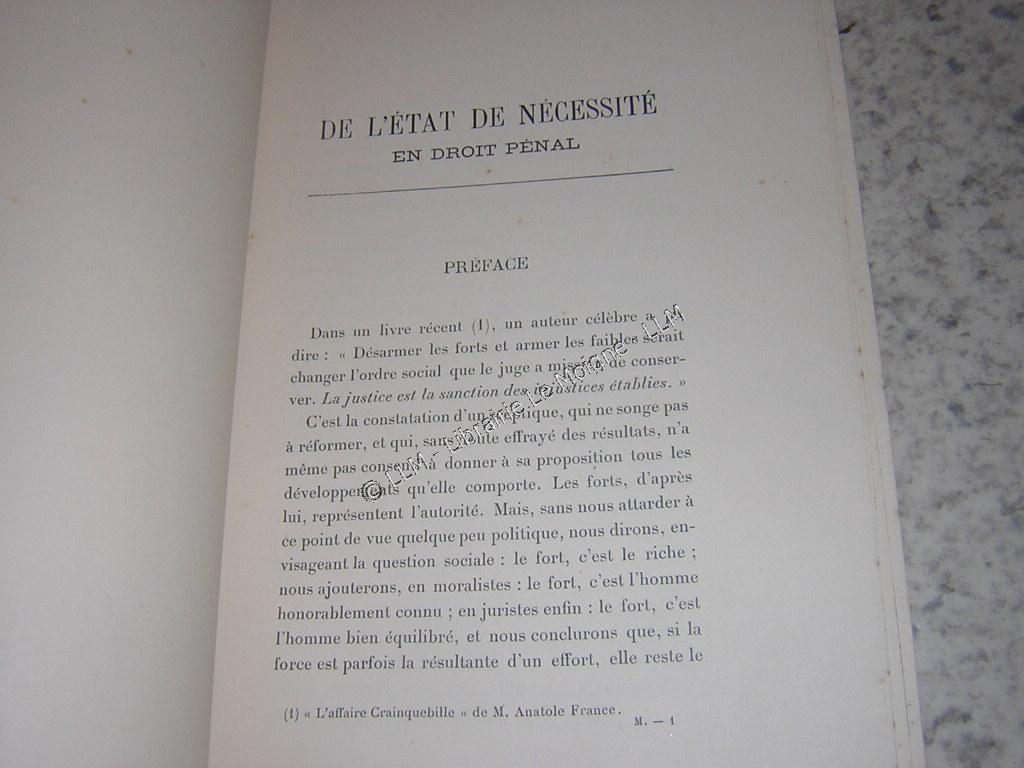 DE L'ÉTAT DE NÉCESSITÉ
EN DROIT PÉNAL
PRÉFACE
Dans un livre récent (1), un auteur célèbre a
dire : « Désarmer les forts et armer les faibles serait
changer l'ordre social que le juge a mission de conser-
ver. La justice est la sanction des injustices établies. »
C'est la constatation d'un sceptique, qui ne songe pas
à réformer, et qui, sans doute effrayé des résultats, n'a
même pas consenti à donner à sa proposition tous les
développements qu'elle comporte. Les forts, d'après
lui, représentent l'autorité. Mais, sans nous attarder à
ce point de vue quelque peu politique, nous dirons, en-
visageant la question sociale : le fort, c'est le riche ;
nous ajouterons, en moralistes : le fort, c'est l'homme
honorablement connu ; en juristes enfin : le fort, c'est
l'homme bien équilibré, et nous conclurons que, si la
force est parfois la résultante d'un effort, elle reste le
(1) « L'affaire Crainquebille » de M. Anatole France.
M. — 1
© LLM - Librairie Le Moigne - LLM